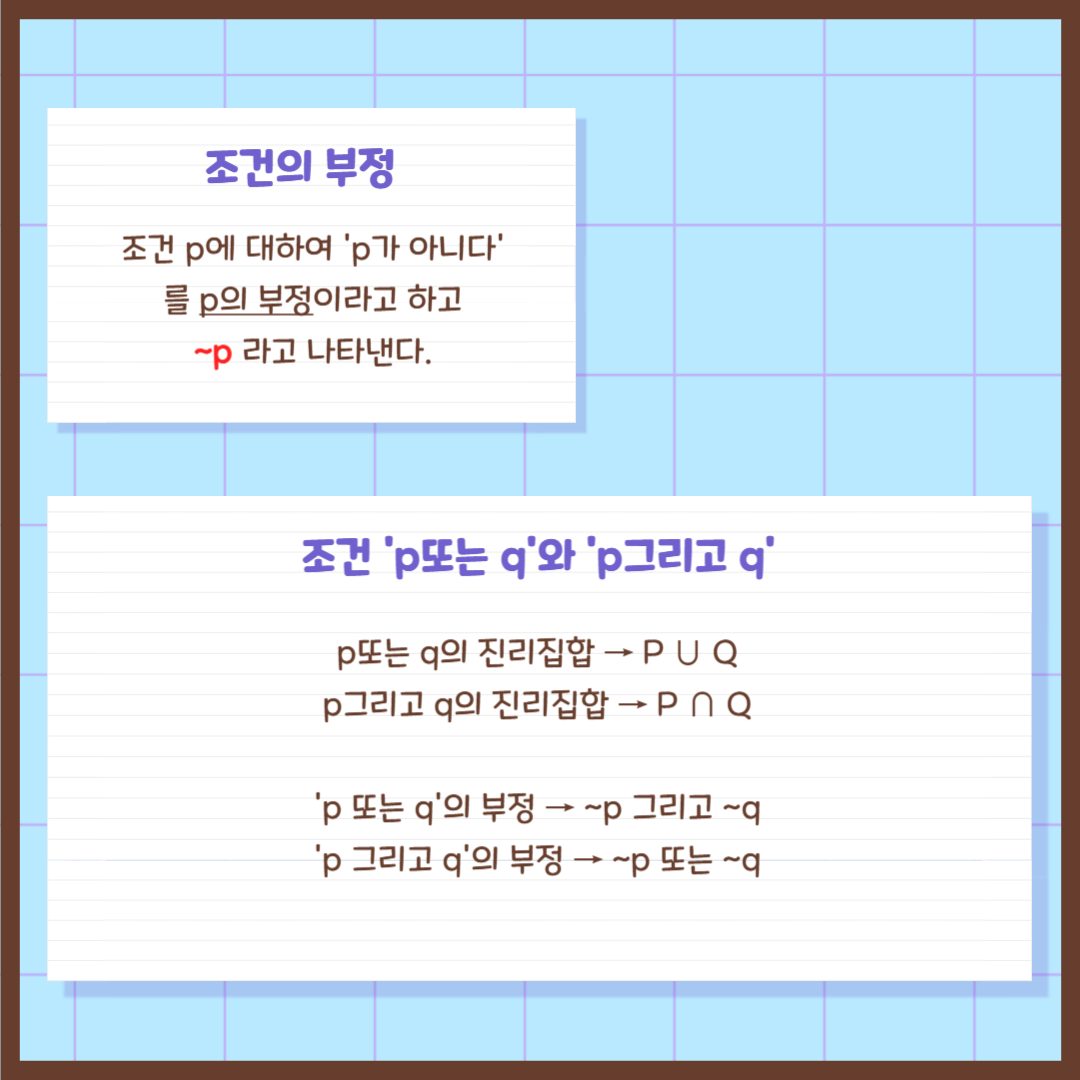 조건의 부정
조건 p에 대하여 'p가 아니다'
를 p의 부정이라고 하고
~p 라고 나타낸다.
조건 'p또는 q'와 'p그리고 q'
p또는 q의 진리집합 → P ∪ Q
p그리고 q의 진리집합 → P ∩ Q
'p 또는 q'의 부정 → ~p 그리고 ~q
'p 그리고 q'의 부정 → ~p 또는 ~q